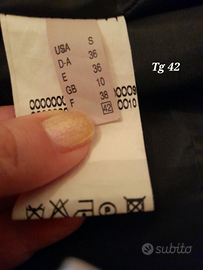 Tg 42
USA S
D-A 36
E 36
GB 10
F 38
42
subito